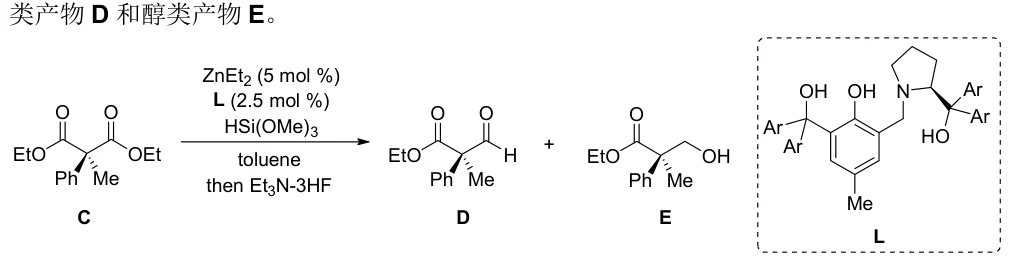 类产物 D 和醇类产物 E。
ZnEt₂ (5 mol %)
L (2.5 mol %)
HSi(OMe)₃
toluene
then Et₃N-3HF
O O
EtO OEt
Ph Me
C
O O
EtO H
Ph Me
D
+
O
EtO OH
Ph Me
E
OH OH N Ar
Ar Ar
Ar HO
Me
L